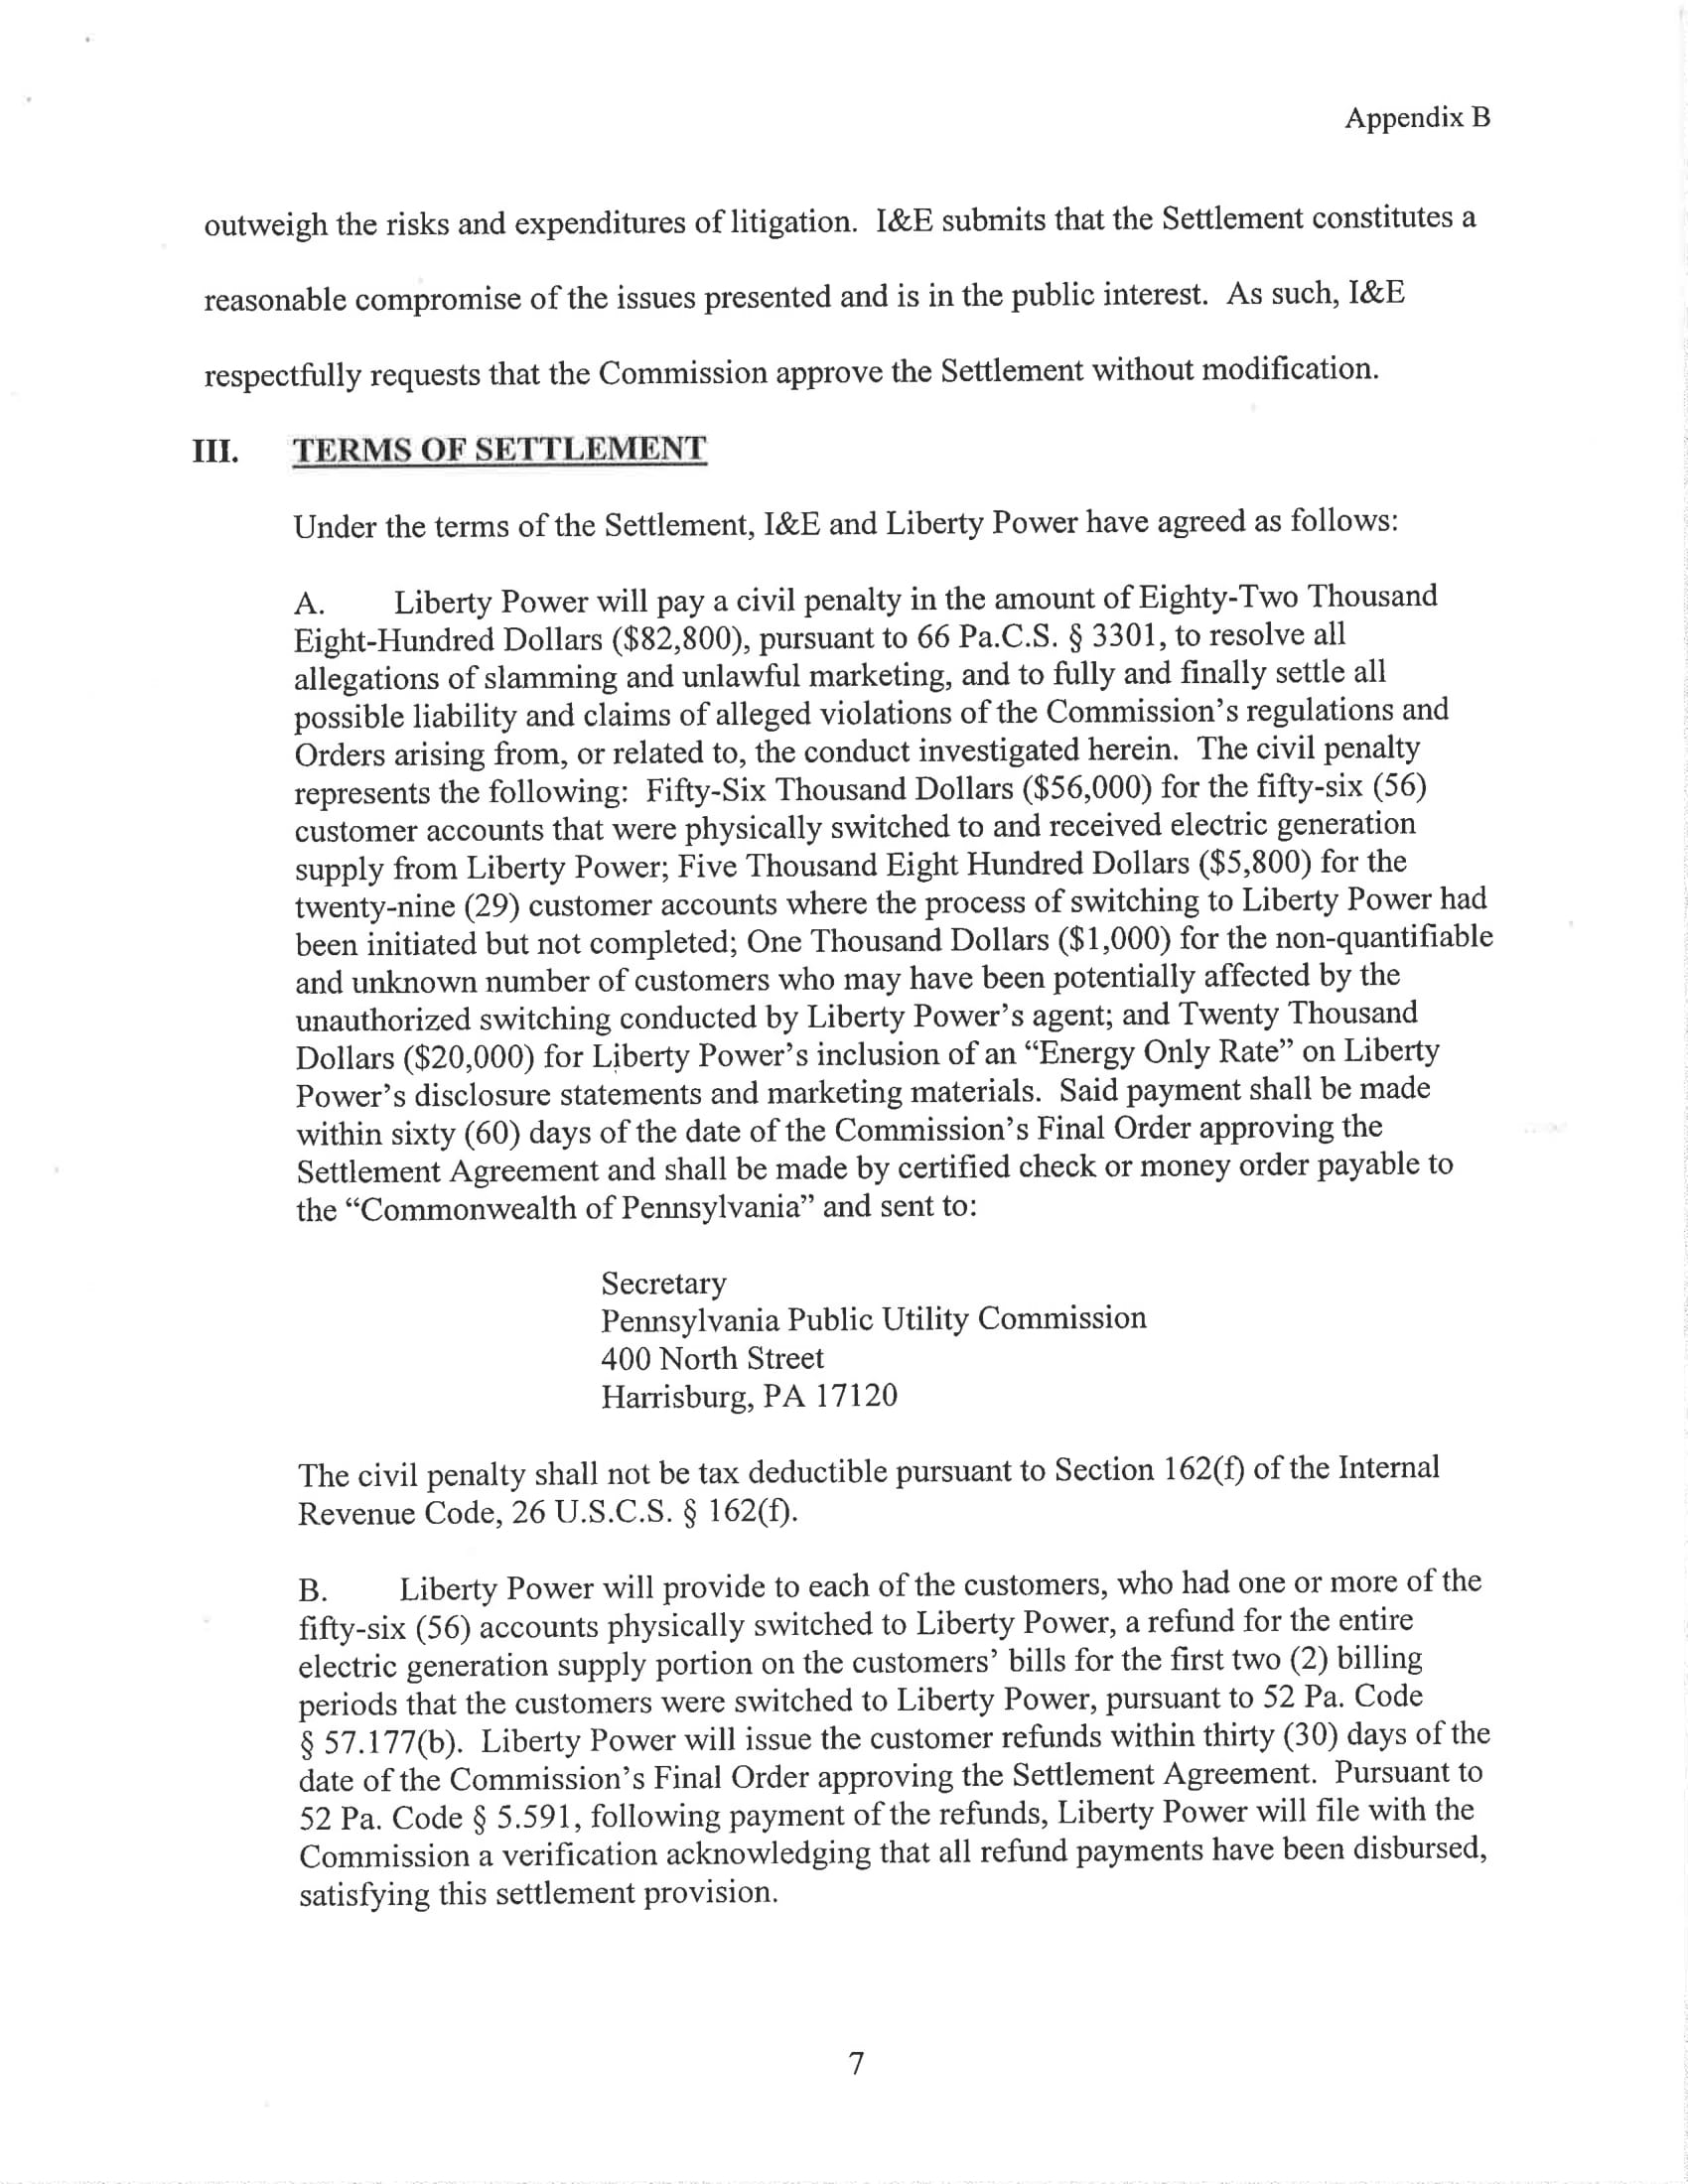 Appendix B
outweigh the risks and expenditures of litigation.  I&E submits that the Settlement constitutes a
reasonable compromise of the issues presented and is in the public interest.  As such, I&E
respectfully requests that the Commission approve the Settlement without modification.
III. TERMS OF SETTLEMENT
Under the terms of the Settlement, I&E and Liberty Power have agreed as follows:
A. Liberty Power will pay a civil penalty in the amount of Eighty-Two Thousand
Eight-Hundred Dollars ($82,800), pursuant to 66 Pa.C.S. § 3301, to resolve all
allegations of slamming and unlawful marketing, and to fully and finally settle all
possible liability and claims of alleged violations of the Commission's regulations and
Orders arising from, or related to, the conduct investigated herein.  The civil penalty
represents the following:  Fifty-Six Thousand Dollars ($56,000) for the fifty-six (56)
customer accounts that were physically switched to and received electric generation
supply from Liberty Power; Five Thousand Eight Hundred Dollars ($5,800) for the
twenty-nine (29) customer accounts where the process of switching to Liberty Power had
been initiated but not completed; One Thousand Dollars ($1,000) for the non-quantifiable
and unknown number of customers who may have been potentially affected by the
unauthorized switching conducted by Liberty Power's agent; and Twenty Thousand
Dollars ($20,000) for Liberty Power's inclusion of an “Energy Only Rate” on Liberty
Power's disclosure statements and marketing materials.  Said payment shall be made
within sixty (60) days of the date of the Commission's Final Order approving the
Settlement Agreement and shall be made by certified check or money order payable to
the “Commonwealth of Pennsylvania” and sent to:
Secretary
Pennsylvania Public Utility Commission
400 North Street
Harrisburg, PA 17120
The civil penalty shall not be tax deductible pursuant to Section 162(f) of the Internal
Revenue Code, 26 U.S.C.S. § 162(f).
B. Liberty Power will provide to each of the customers, who had one or more of the
fifty-six (56) accounts physically switched to Liberty Power, a refund for the entire
electric generation supply portion on the customers' bills for the first two (2) billing
periods that the customers were switched to Liberty Power, pursuant to 52 Pa. Code
§ 57.177(b).  Liberty Power will issue the customer refunds within thirty (30) days of the
date of the Commission's Final Order approving the Settlement Agreement.  Pursuant to
52 Pa. Code § 5.591, following payment of the refunds, Liberty Power will file with the
Commission a verification acknowledging that all refund payments have been disbursed,
satisfying this settlement provision.
7